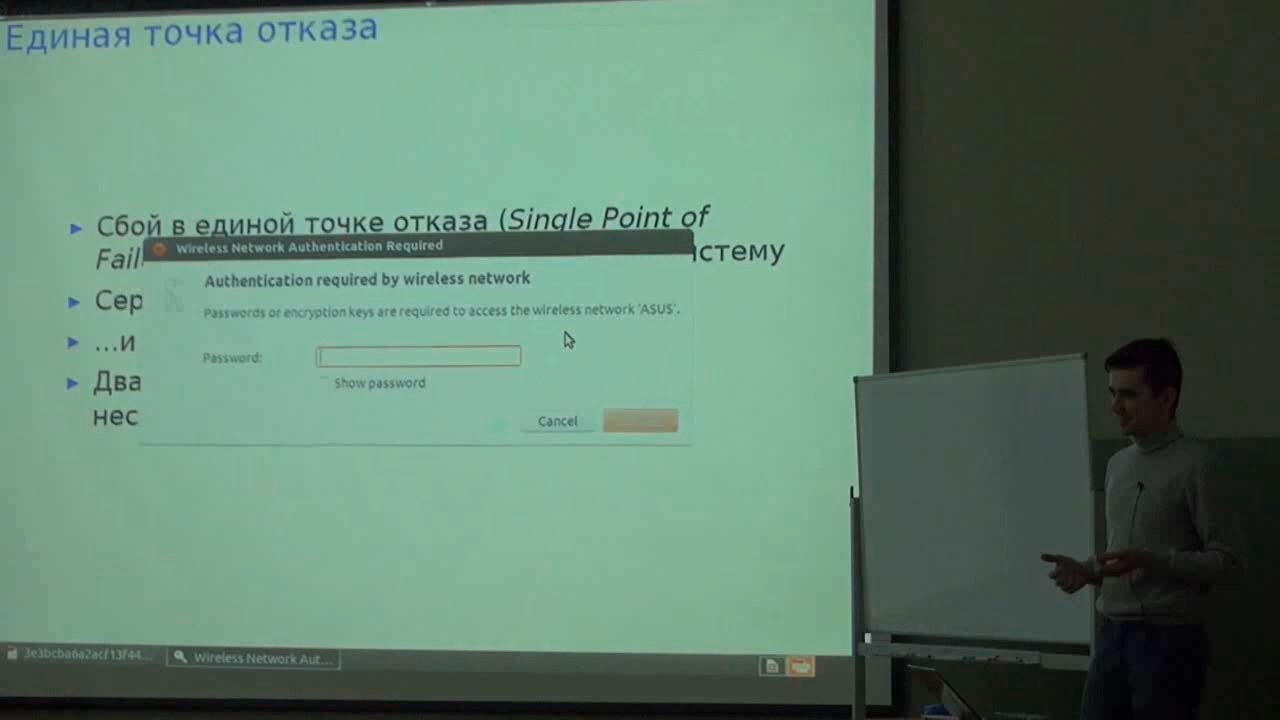 Единая точка отказа
Сбой в единой точке отказа (Single Point of
Fail
истему
Wireless Network Authentication Required
Authentication required by wireless network
Passwords or encryption keys are required to access the wireless network 'ASUS'.
Сер
...и
Password:
Два
Show password
нес
Cancel
3e3bcba6a2acf13f44...
Wireless Network Aut...